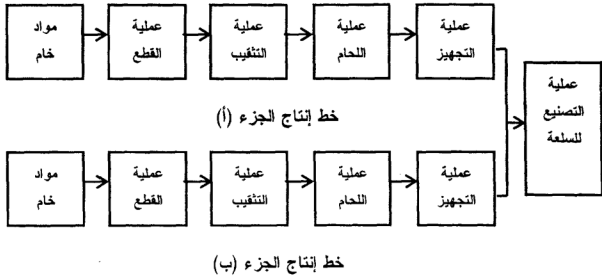 مواد
خام
عملية
القطع
عملية
التثقيب
عملية
اللحام
عملية
التجهيز
خط إنتاج الجزء (أ)
عملية
التصنيع
للسلعة
مواد
خام
عملية
القطع
عملية
التثقيب
عملية
اللحام
عملية
التجهيز
خط إنتاج الجزء (ب)